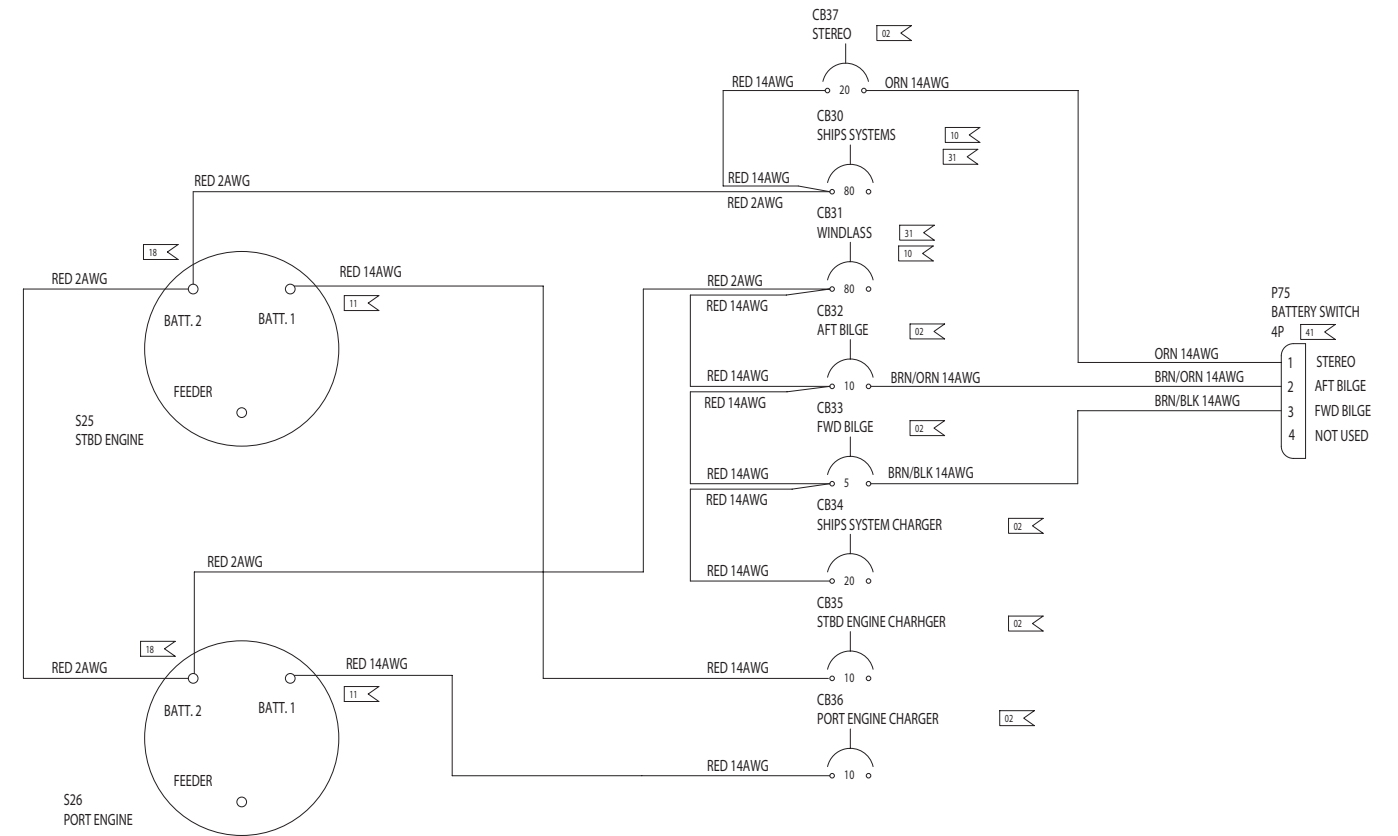 CB37
STEREO
02
RED 14AWG
20
ORN 14AWG
CB30
SHIPS SYSTEMS
10
31
RED 14AWG
80
RED 2AWG
RED 2AWG
CB31
WINDLASS
31
10
18
RED 2AWG
RED 14AWG
11
BATT. 2
BATT. 1
FEEDER
S25
STBD ENGINE
RED 2AWG
80
RED 14AWG
CB32
AFT BILGE
02
RED 14AWG
10
BRN/ORN 14AWG
RED 14AWG
CB33
FWD BILGE
02
RED 14AWG
5
BRN/BLK 14AWG
RED 14AWG
CB34
SHIPS SYSTEM CHARGER
02
RED 14AWG
20
CB35
STBD ENGINE CHARHGER
02
RED 14AWG
10
CB36
PORT ENGINE CHARGER
02
RED 14AWG
10
P75
BATTERY SWITCH
4P
41
ORN 14AWG
1
STEREO
BRN/ORN 14AWG
2
AFT BILGE
BRN/BLK 14AWG
3
FWD BILGE
4
NOT USED
RED 2AWG
18
RED 2AWG
RED 14AWG
11
BATT. 2
BATT. 1
FEEDER
S26
PORT ENGINE